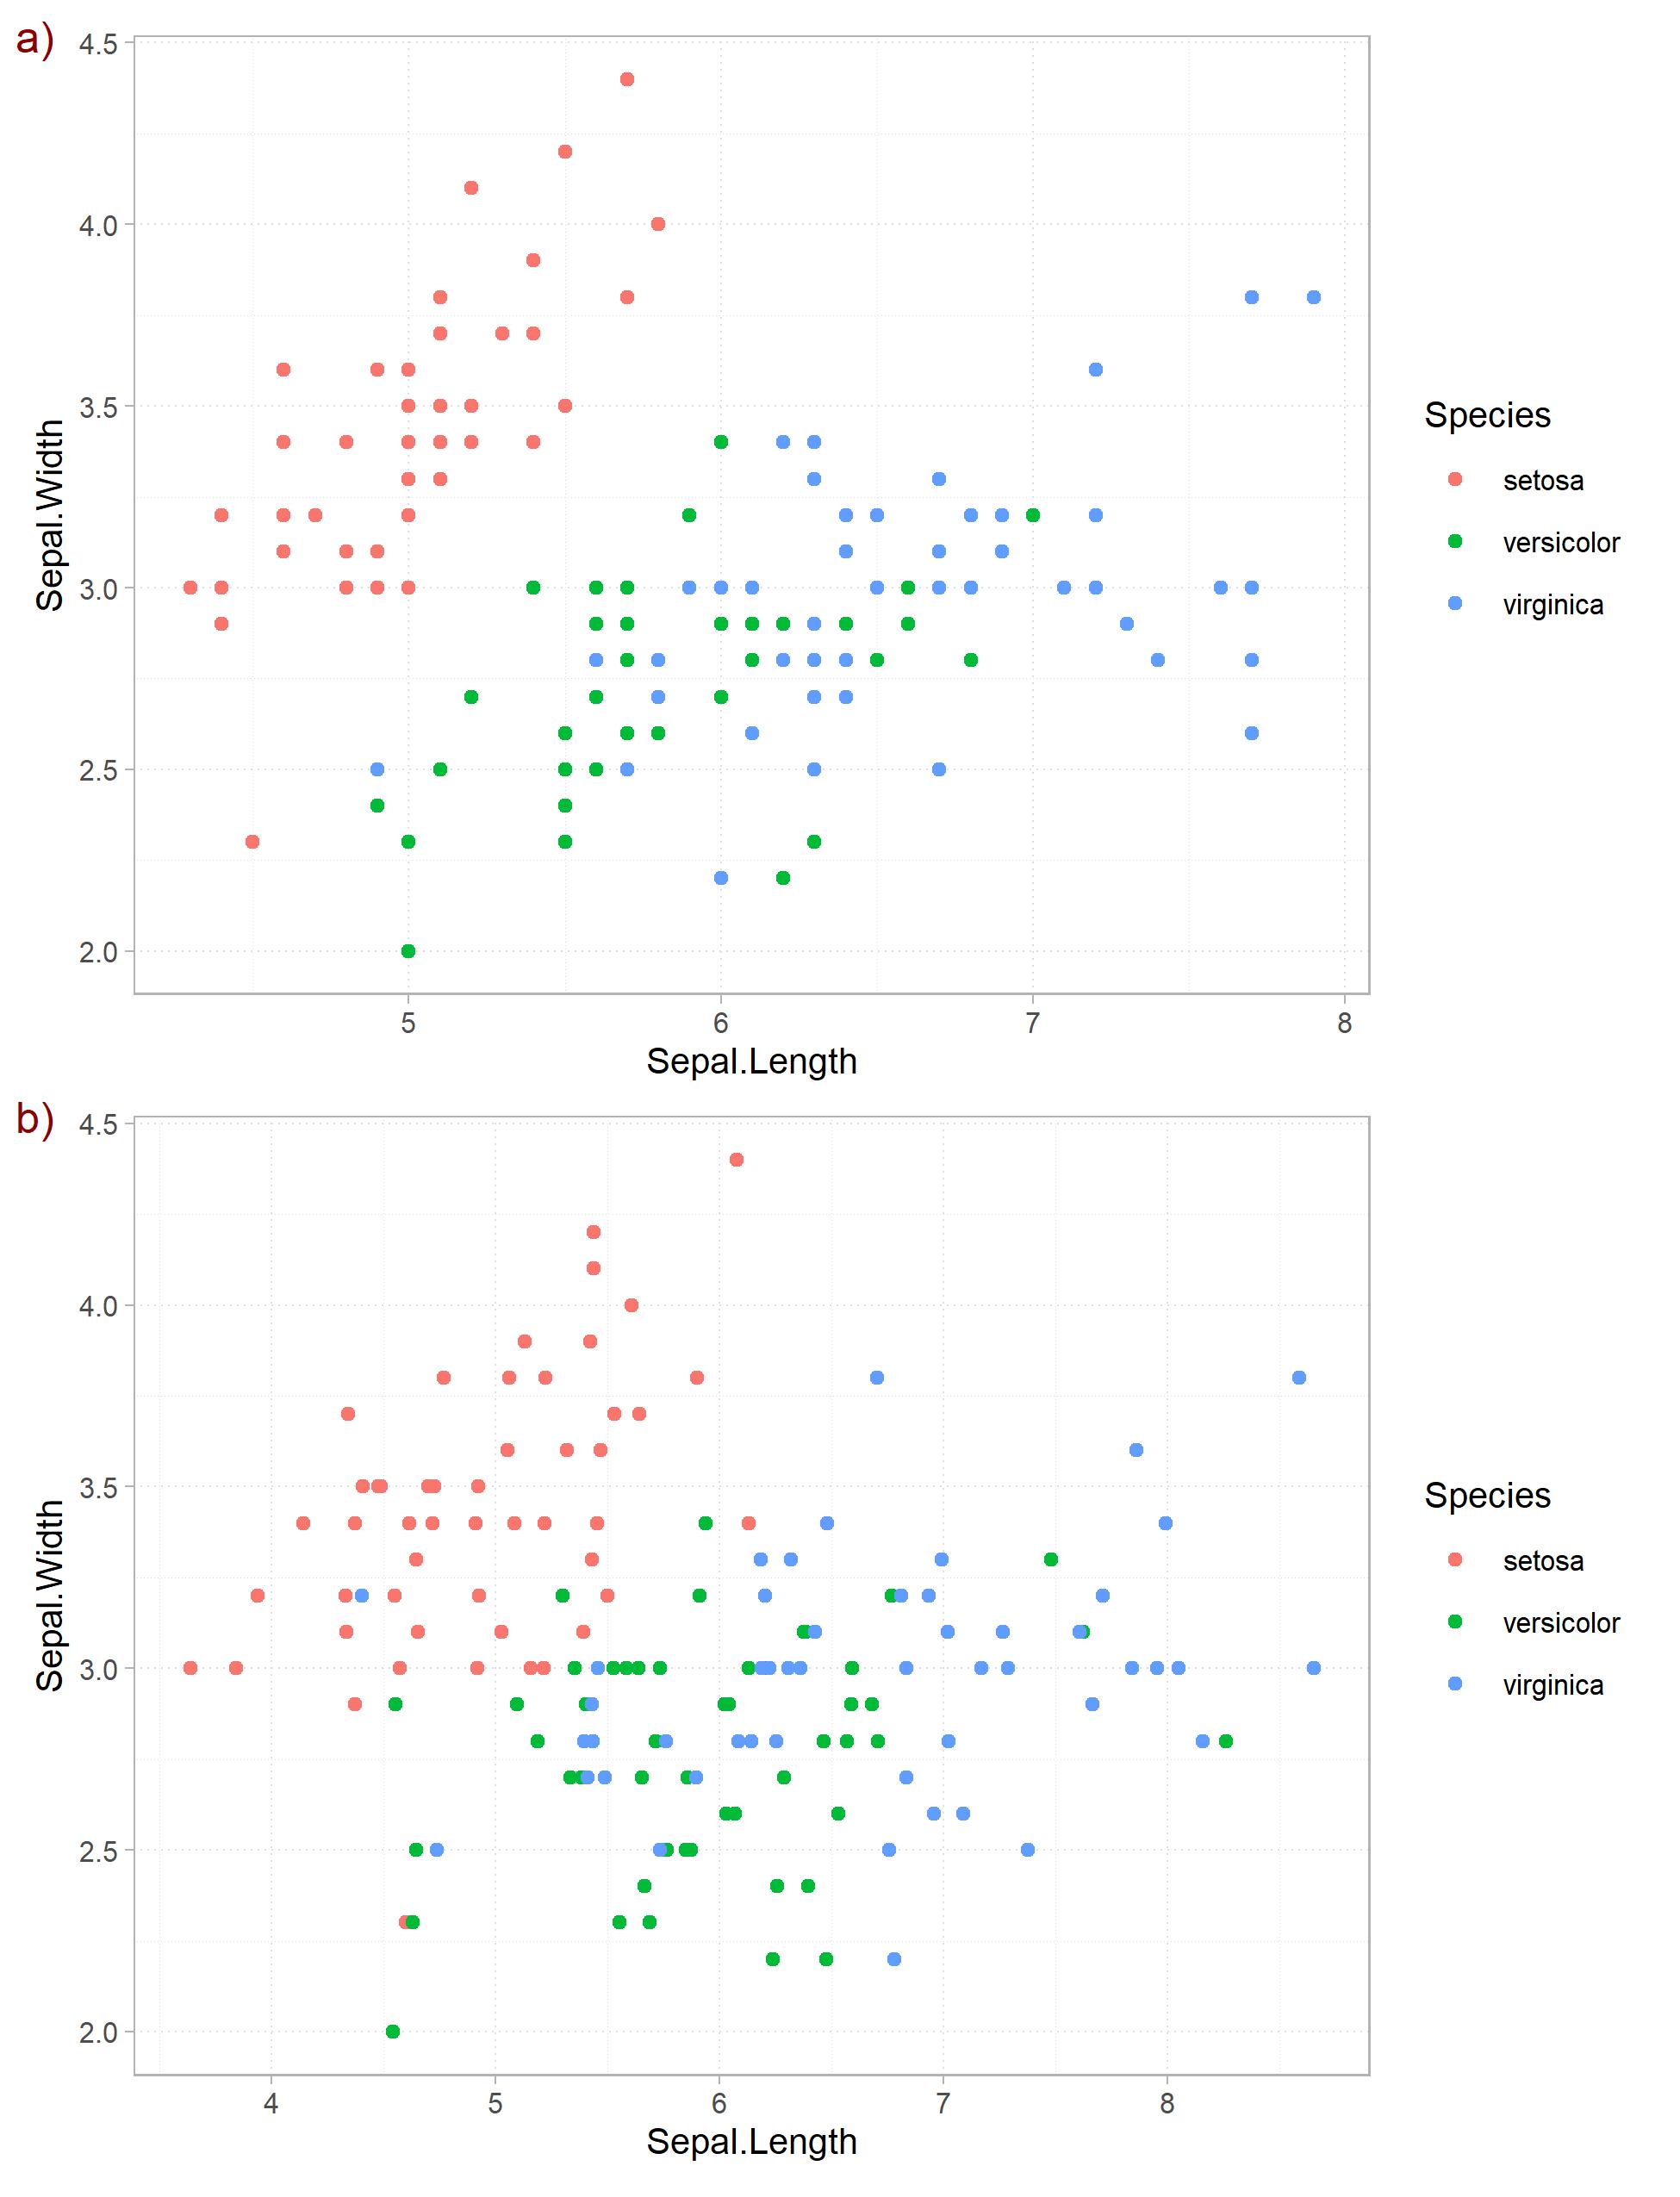 a)
4.5
4.0
3.5
3.0
2.5
2.0
Sepal.Width
5 6 7 8
Sepal.Length
Species
setosa
versicolor
virginica
b)
4.5
4.0
3.5
3.0
2.5
2.0
Sepal.Width
4 5 6 7 8
Sepal.Length
Species
setosa
versicolor
virginica